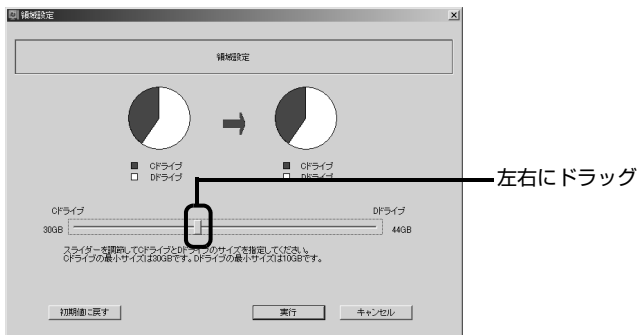 領域設定
領域設定
Cドライブ
Dドライブ
Cドライブ
Dドライブ
左右にドラッグ
Cドライブ
Dドライブ
30GB
44GB
スライダーを調節してCドライブとDドライブのサイズを指定してください。
Cドライブの最小サイズは30GBです。Dドライブの最小サイズは10GBです。
初期値に戻す
実行
キャンセル